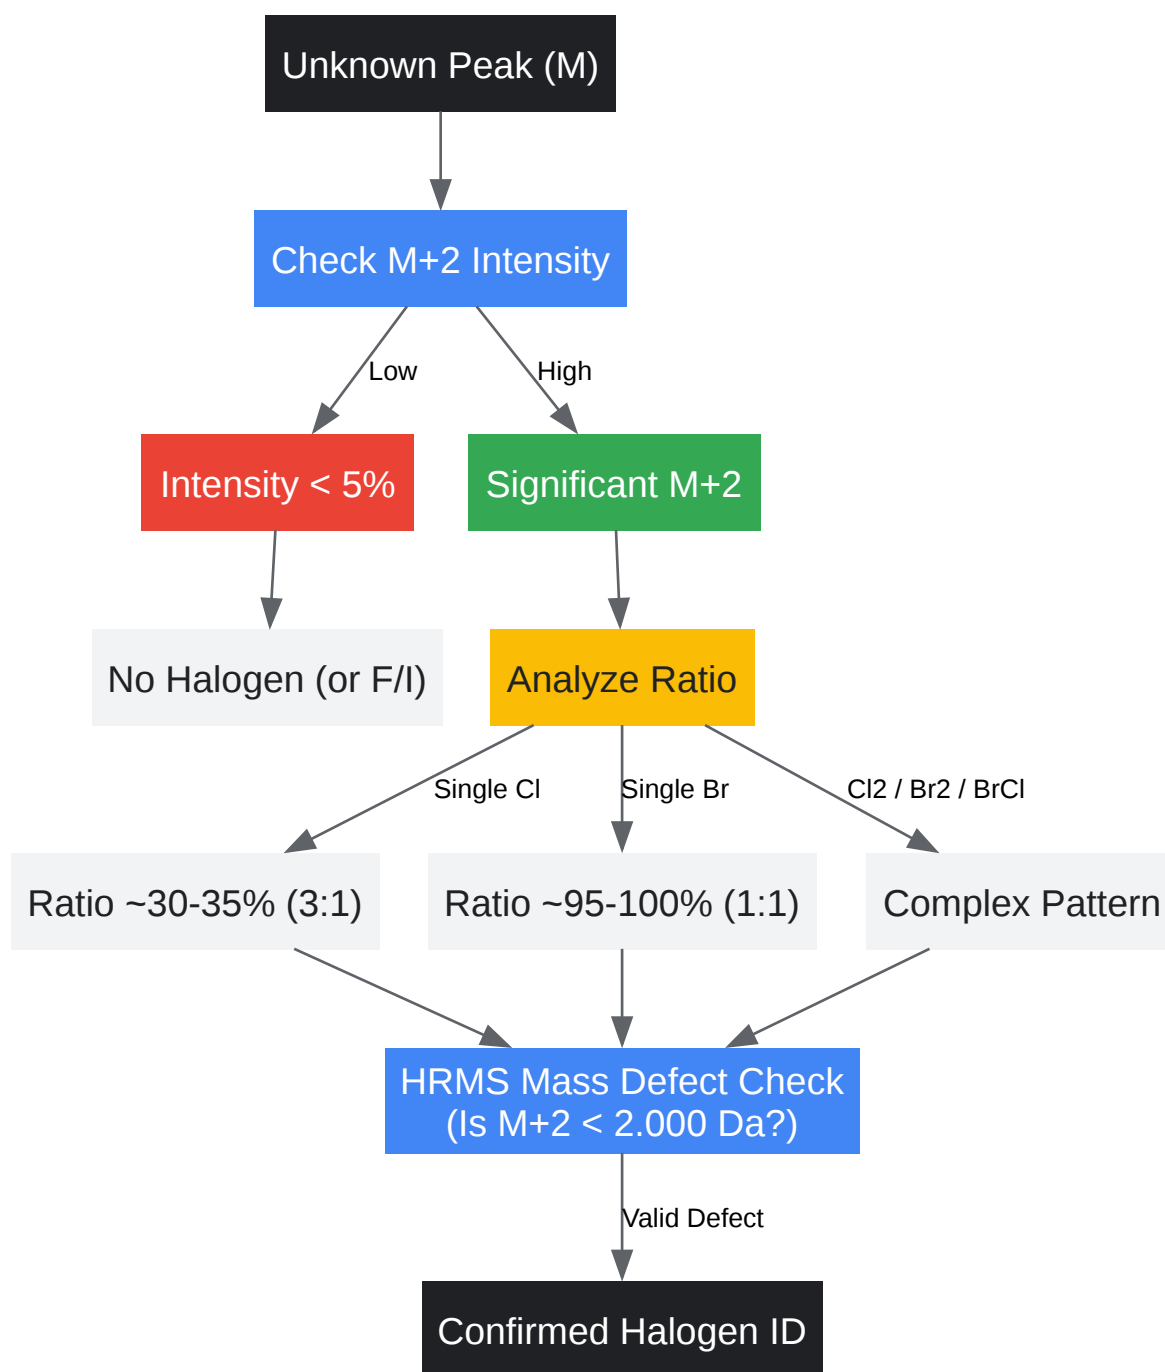 Unknown Peak (M)
Check M+2 Intensity
Low
High
Intensity < 5%
Significant M+2
No Halogen (or F/I)
Analyze Ratio
Single Cl
Single Br
Cl2 / Br2 / BrCl
Ratio ~30-35% (3:1)
Ratio ~95-100% (1:1)
Complex Pattern
HRMS Mass Defect Check
(Is M+2 < 2.000 Da?)
Valid Defect
Confirmed Halogen ID